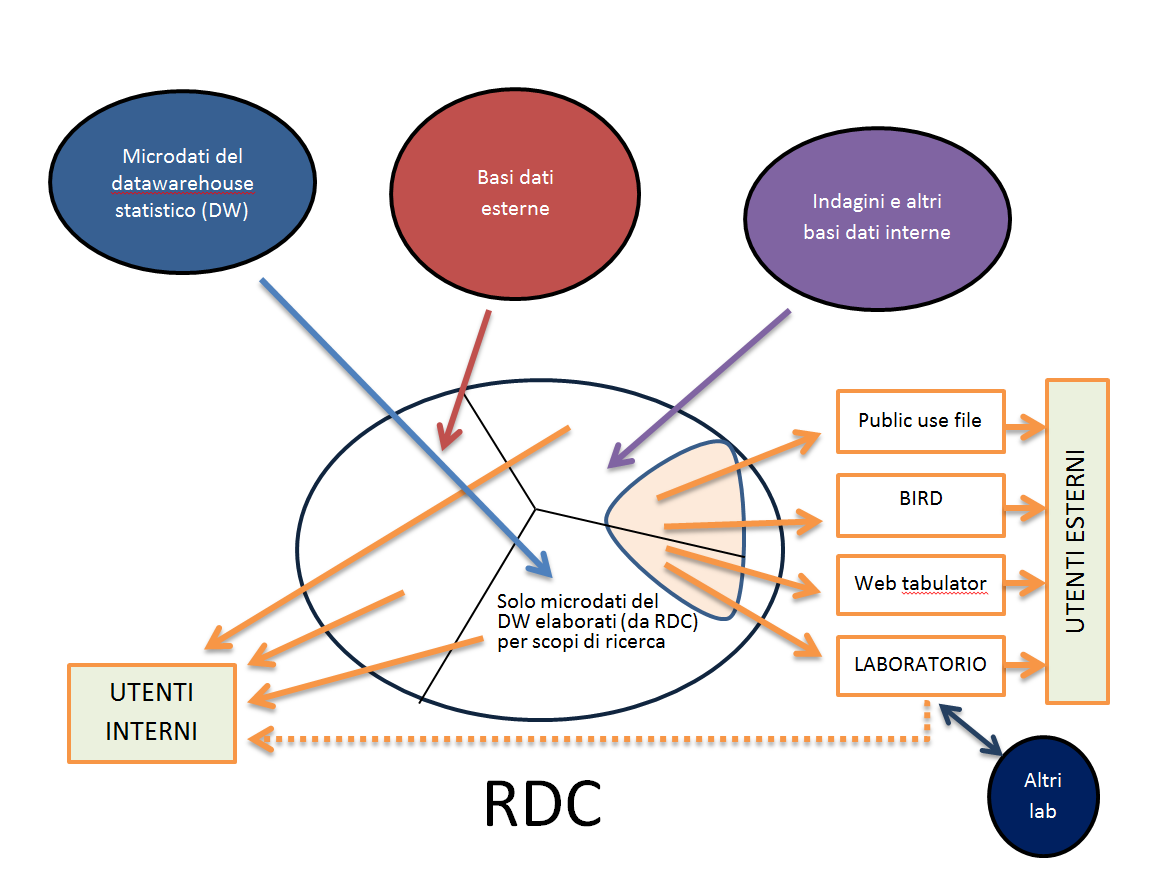 Microdati del
datawarehouse
statistico (DW)
Basi dati
esterne
Indagini e altri
basi dati interne
Public use file
BIRD
Web tabulator
LABORATORIO
UTENTI ESTERNI
Solo microdati del
DW elaborati (da RDC)
per scopi di ricerca
UTENTI
INTERNI
Altri
lab
RDC